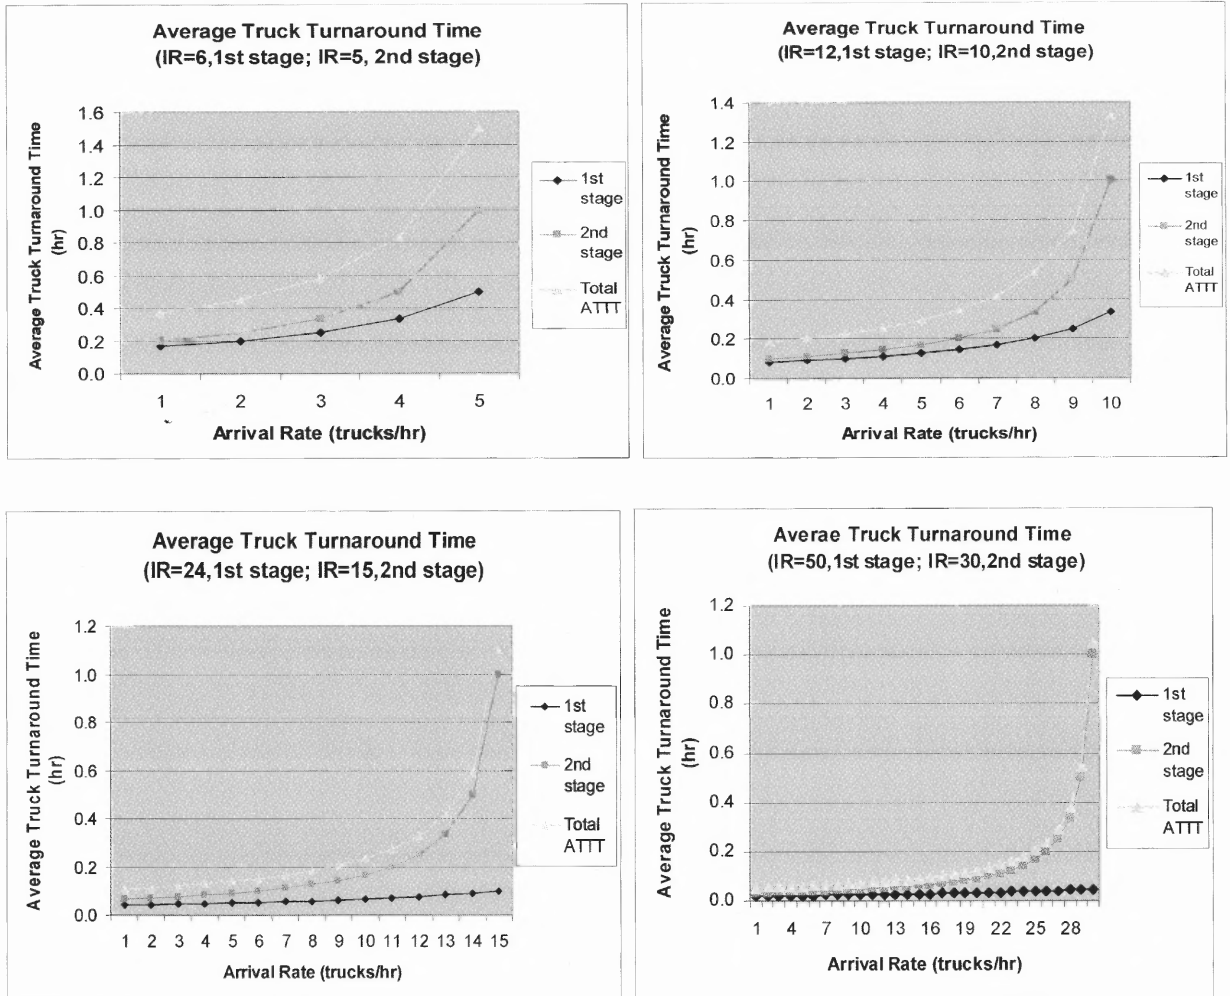 Average Truck Turnaround Time
(IR=6,1st stage; IR=5, 2nd stage)
Average Truck Turnaround Time
(hr)
1.6
1.4
1.2
1.0
0.8
0.6
0.4
0.2
0.0
1 2 3 4 5
Arrival Rate (trucks/hr)
1st
stage
2nd
stage
Total
ATTT
Average Truck Turnaround Time
(IR=12,1st stage; IR=10,2nd stage)
Average Truck Turnaround Time
(hr)
1.4
1.2
1.0
0.8
0.6
0.4
0.2
0.0
1 2 3 4 5 6 7 8 9 10
Arrival Rate (trucks/hr)
1st
stage
2nd
stage
Total
ATTT
Average Truck Turnaround Time
(IR=24,1st stage; IR=15,2nd stage)
Average Truck Turnaround Time
(hr)
1.2
1.0
0.8
0.6
0.4
0.2
0.0
1 2 3 4 5 6 7 8 9 10 11 12 13 14 15
Arrival Rate (trucks/hr)
1st
stage
2nd
stage
Total
ATTT
Averae Truck Turnaround Time
(IR=50,1st stage; IR=30,2nd stage)
Average Truck Turnaround Time
(hr)
1.2
1.0
0.8
0.6
0.4
0.2
0.0
1 4 7 10 13 16 19 22 25 28
Arrival Rate (trucks/hr)
1st
stage
2nd
stage
Total
ATTT